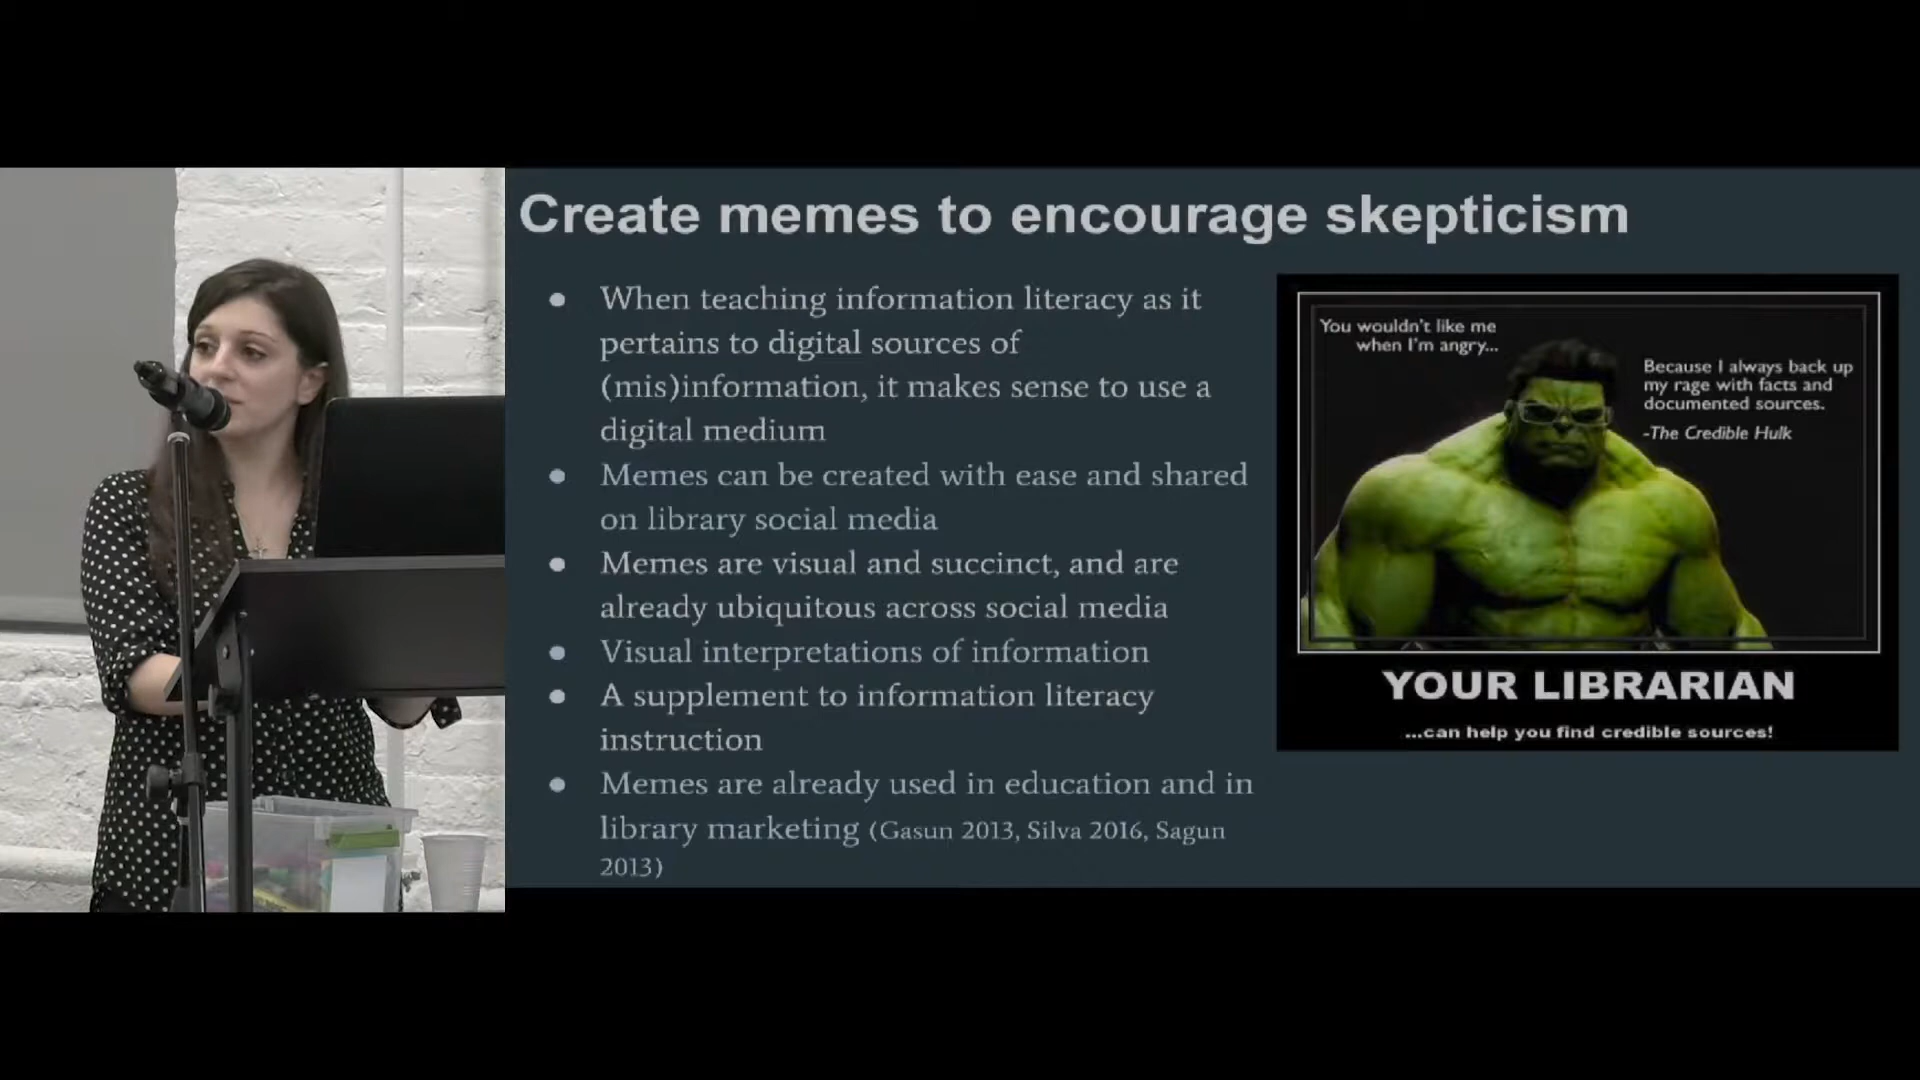 Create memes to encourage skepticism
● When teaching information literacy as it
pertains to digital sources of
(mis)information, it makes sense to use a
digital medium
● Memes can be created with ease and shared
on library social media
● Memes are visual and succinct, and are
already ubiquitous across social media
● Visual interpretations of information
● A supplement to information literacy
instruction
● Memes are already used in education and in
library marketing (Gasun 2013, Silva 2016, Sagun
2013)
You wouldn't like me
when I'm angry...
Because I always back up
my rage with facts and
documented sources.
-The Credible Hulk
YOUR LIBRARIAN
...can help you find credible sources!